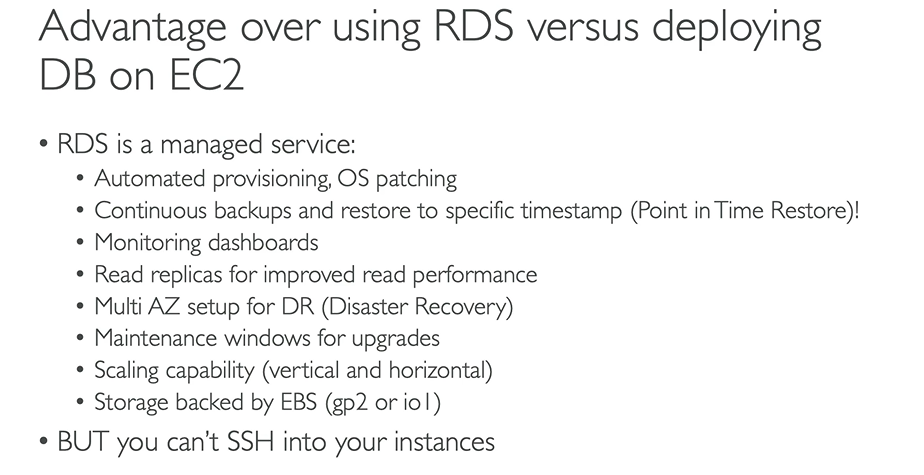 Advantage over using RDS versus deploying
DB on EC2
• RDS is a managed service:
• Automated provisioning, OS patching
• Continuous backups and restore to specific timestamp (Point in Time Restore)!
• Monitoring dashboards
• Read replicas for improved read performance
• Multi AZ setup for DR (Disaster Recovery)
• Maintenance windows for upgrades
• Scaling capability (vertical and horizontal)
• Storage backed by EBS (gp2 or io1)
• BUT you can't SSH into your instances